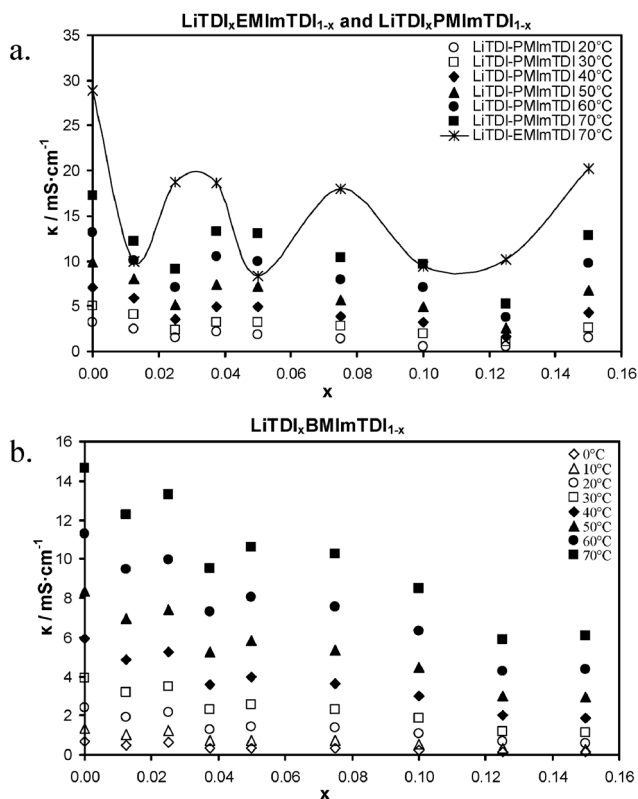 LiTDIxEMImTDI1-x and LiTDIxPMImTDI1-x
a.
35
30
25
20
15
10
5
0
κ / mS·cm-1
LiTDI-PMImTDI 20°C
LiTDI-PMImTDI 30°C
LiTDI-PMImTDI 40°C
LiTDI-PMImTDI 50°C
LiTDI-PMImTDI 60°C
LiTDI-PMImTDI 70°C
LiTDI-EMImTDI 70°C
0.00 0.02 0.04 0.06 0.08 0.10 0.12 0.14 0.16
x
LiTDIxBMImTDI1-x
b.
16
14
12
10
8
6
4
2
0
κ / mS·cm-1
0°C
10°C
20°C
30°C
40°C
50°C
60°C
70°C
0.00 0.02 0.04 0.06 0.08 0.10 0.12 0.14 0.16
x